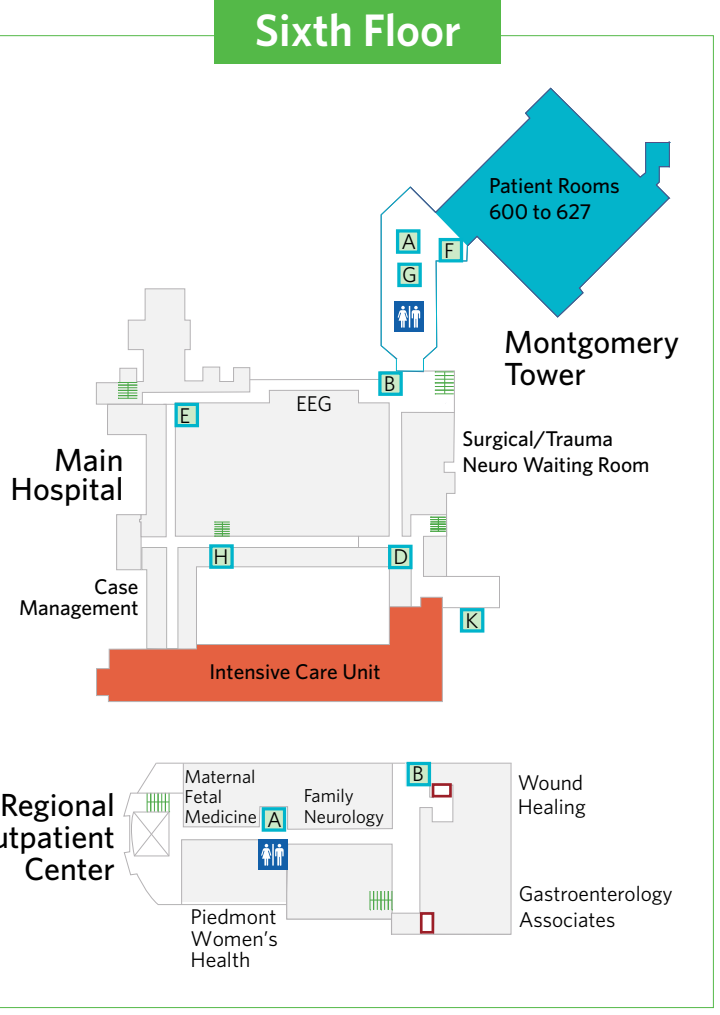 Sixth Floor
Patient Rooms
600 to 627
A
F
G
Montgomery
Tower
B
E
EEG
Surgical/Trauma
Neuro Waiting Room
Main
Hospital
H
D
Case
Management
K
Intensive Care Unit
B
Maternal
Fetal
Medicine
Family
Neurology
A
Wound
Healing
Regional
utpatient
Center
Gastroenterology
Associates
Piedmont
Women's
Health